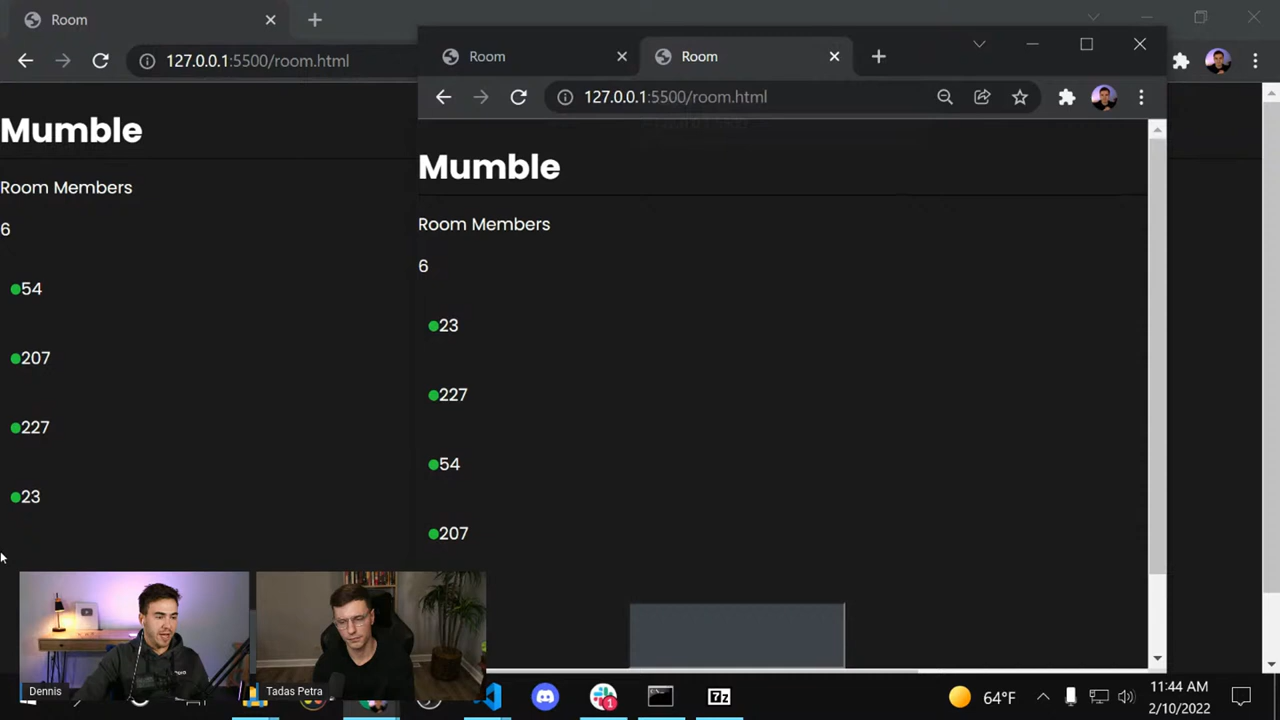 Room
127.0.0.1:5500/room.html
Mumble
Room Members
6
54
207
227
23
Room
Room
127.0.0.1:5500/room.html
Mumble
Room Members
6
23
227
54
207
Dennis
Tadas Petra
1
7z
64°F
11:44 AM
2/10/2022